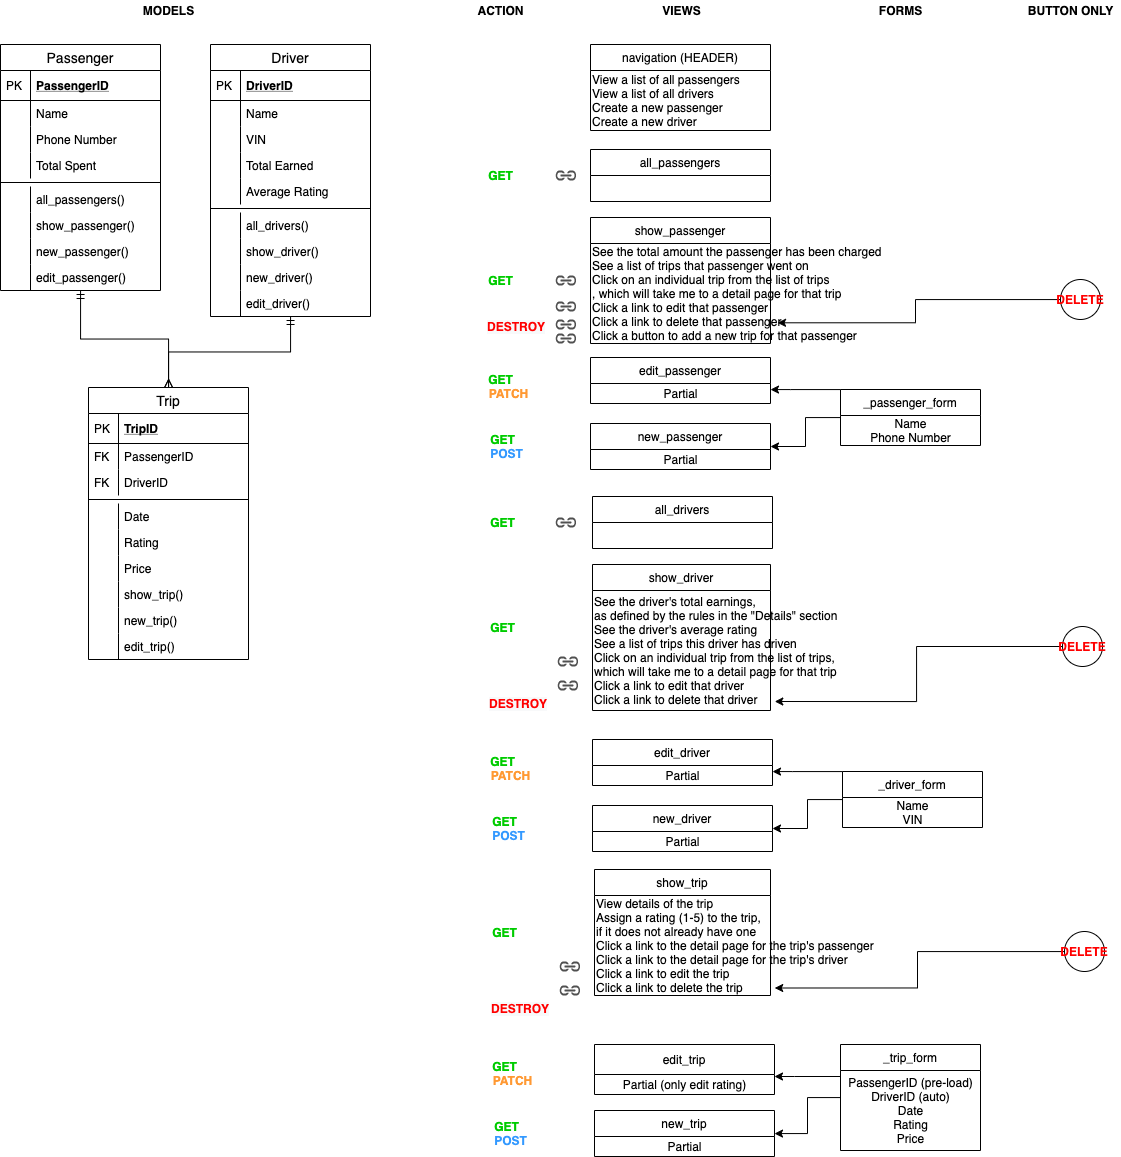 MODELS
ACTION
VIEWS
FORMS
BUTTON ONLY
Passenger
PK PassengerID
Name
Phone Number
Total Spent
all_passengers()
show_passenger()
new_passenger()
edit_passenger()
Driver
PK DriverID
Name
VIN
Total Earned
Average Rating
all_drivers()
show_driver()
new_driver()
edit_driver()
Trip
PK TripID
FK PassengerID
FK DriverID
Date
Rating
Price
show_trip()
new_trip()
edit_trip()
navigation (HEADER)
View a list of all passengers
View a list of all drivers
Create a new passenger
Create a new driver
GET
all_passengers
show_passenger
GET
DESTROY
See the total amount the passenger has been charged
See a list of trips that passenger went on
Click on an individual trip from the list of trips
, which will take me to a detail page for that trip
Click a link to edit that passenger
Click a link to delete that passenger
Click a button to add a new trip for that passenger
DELETE
GET
PATCH
edit_passenger
Partial
_passenger_form
Name
Phone Number
GET
POST
new_passenger
Partial
GET
all_drivers
show_driver
GET
DESTROY
See the driver's total earnings,
as defined by the rules in the "Details" section
See the driver's average rating
See a list of trips this driver has driven
Click on an individual trip from the list of trips,
which will take me to a detail page for that trip
Click a link to edit that driver
Click a link to delete that driver
DELETE
GET
PATCH
edit_driver
Partial
_driver_form
Name
VIN
GET
POST
new_driver
Partial
show_trip
GET
DESTROY
View details of the trip
Assign a rating (1-5) to the trip,
if it does not already have one
Click a link to the detail page for the trip's passenger
Click a link to the detail page for the trip's driver
Click a link to edit the trip
Click a link to delete the trip
DELETE
GET
PATCH
edit_trip
Partial (only edit rating)
_trip_form
PassengerID (pre-load)
DriverID (auto)
Date
Rating
Price
GET
POST
new_trip
Partial